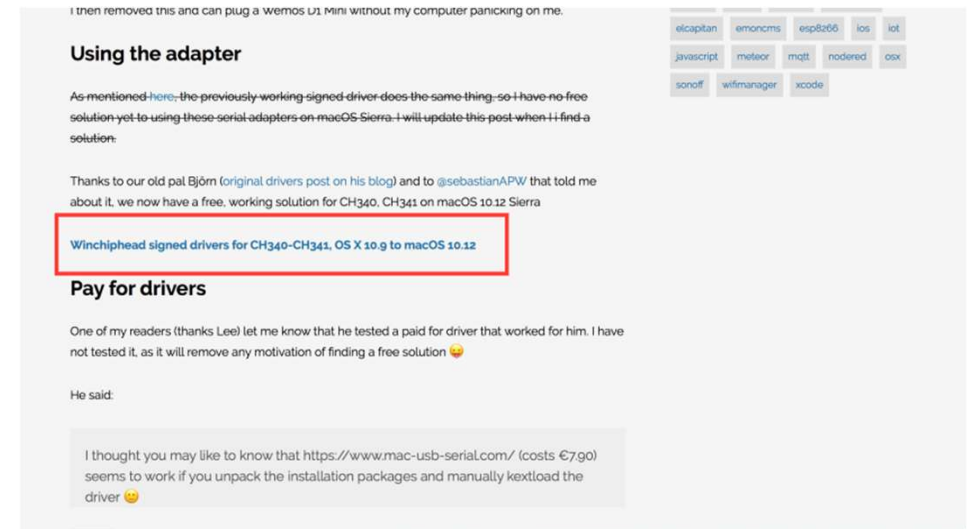 I then removed this and can plug a Wemos D1 Mini without my computer panicking on me.
Using the adapter
As mentioned here, the previously working signed driver does the same thing, so I have no free
solution yet to using these serial adapters on macOS Sierra. I will update this post when I i find a
solution.
Thanks to our old pal Björn (original drivers post on his blog) and to @sebastianAPW that told me
about it, we now have a free, working solution for CH340, CH341 on macOS 10.12 Sierra
Winchiphead signed drivers for CH340-CH341, OS X 10.9 to macOS 10.12
Pay for drivers
One of my readers (thanks Lee) let me know that he tested a paid for driver that worked for him. I have
not tested it, as it will remove any motivation of finding a free solution 😛
He said:
I thought you may like to know that https://www.mac-usb-serial.com/ (costs €7.90)
seems to work if you unpack the installation packages and manually kextload the
driver 🙂
elcapitan emoncms esp8266 ios iot
javascript meteor mqtt nodered osx
sonoff wifimanager xcode